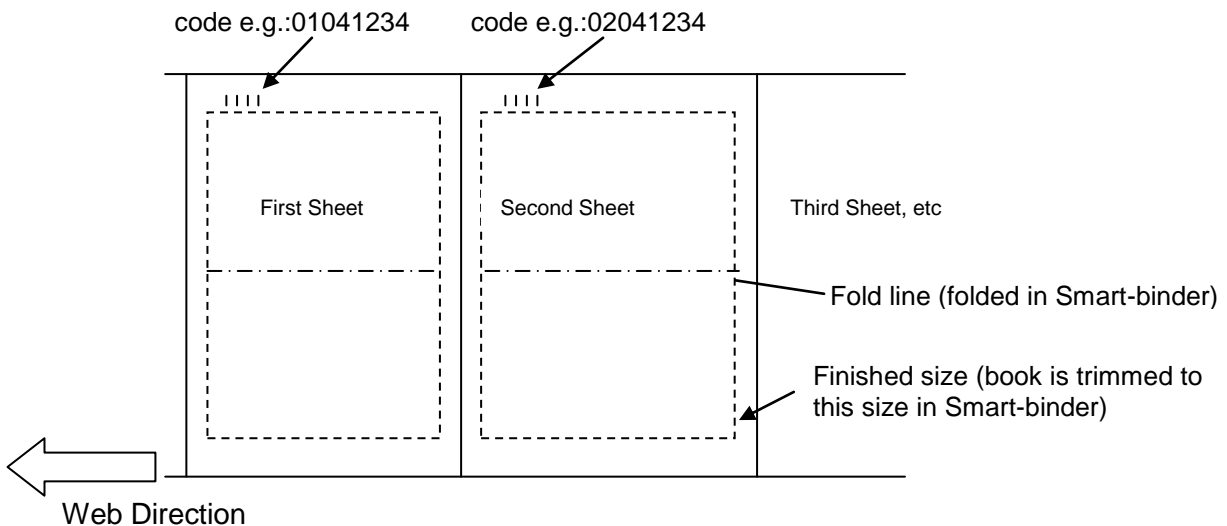 code e.g.:01041234
code e.g.:02041234
First Sheet
Second Sheet
Third Sheet, etc
Fold line (folded in Smart-binder)
Finished size (book is trimmed to
this size in Smart-binder)
Web Direction